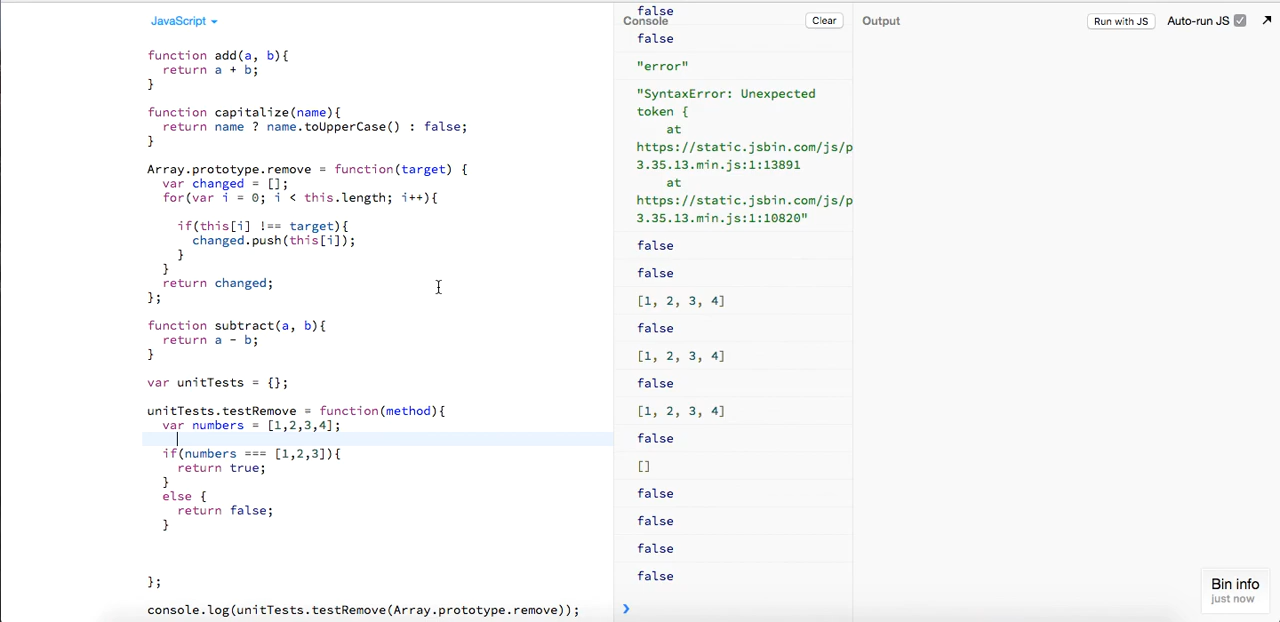 JavaScript
function add(a, b){
return a + b;
}
function capitalize(name){
return name ? name.toUpperCase() : false;
}
Array.prototype.remove = function(target) {
var changed = [];
for(var i = 0; i < this.length; i++){
if(this[i] !== target){
changed.push(this[i]);
}
}
return changed;
};
function subtract(a, b){
return a - b;
}
var unitTests = {};
unitTests.testRemove = function(method){
var numbers = [1,2,3,4];
if(numbers === [1,2,3]){
return true;
}
else {
return false;
}
};
console.log(unitTests.testRemove(Array.prototype.remove));
false
Console
Clear
false
"error"
"SyntaxError: Unexpected
token {
at
https://static.jsbin.com/js/p
3.35.13.min.js:1:13891
at
https://static.jsbin.com/js/p
3.35.13.min.js:1:10820"
false
false
[1, 2, 3, 4]
false
[1, 2, 3, 4]
false
[1, 2, 3, 4]
false
[]
false
false
false
false
Output
Run with JS
Auto-run JS
Bin info
just now